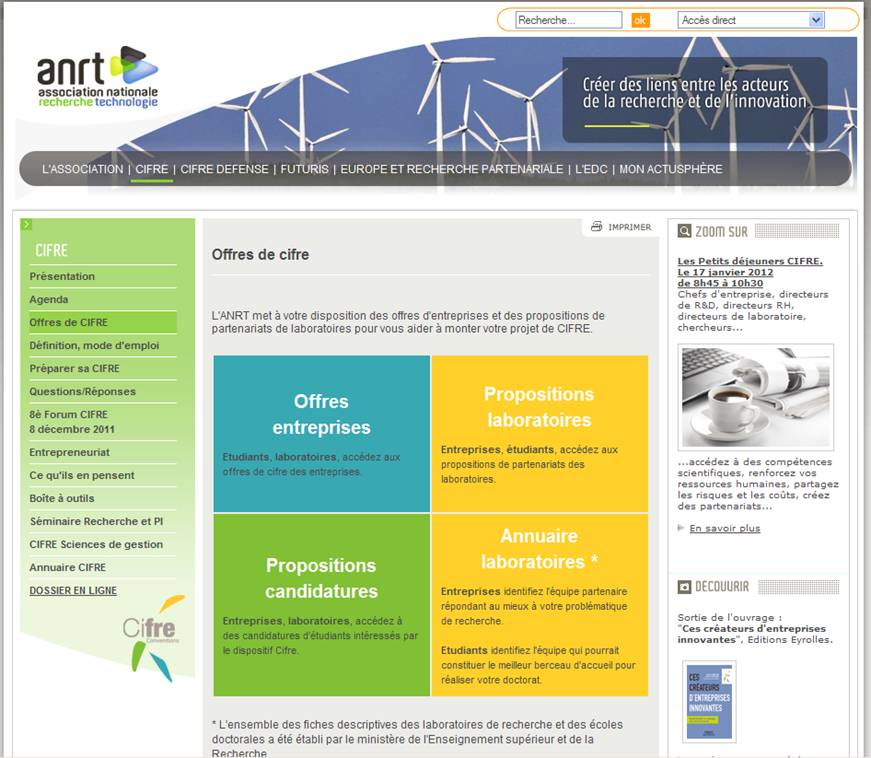 Recherche...
ok
Accès direct
anrt
association nationale
recherche technologie
Créer des liens entre les acteurs
de la recherche et de l'innovation
L'ASSOCIATION | CIFRE | CIFRE DEFENSE | FUTURIS | EUROPE ET RECHERCHE PARTENARIALE | L'EDC | MON ACTUSPHÈRE
CIFRE
Présentation
Agenda
Offres de CIFRE
Définition, mode d'emploi
Préparer sa CIFRE
Questions/Réponses
8è Forum CIFRE
8 décembre 2011
Entrepreneuriat
Ce qu'ils en pensent
Boîte à outils
Séminaire Recherche et PI
CIFRE Sciences de gestion
Annuaire CIFRE
DOSSIER EN LIGNE
Cifre
Conventions
IMPRIMER
Offres de cifre
L'ANRT met à votre disposition des offres d'entreprises et des propositions de
partenariats de laboratoires pour vous aider à monter votre projet de CIFRE.
Offres
entreprises
Etudiants, laboratoires, accédez aux
offres de cifre des entreprises.
Propositions
laboratoires
Entreprises, étudiants, accédez aux
propositions de partenariats des
laboratoires.
Propositions
candidatures
Entreprises, laboratoires, accédez à
des candidatures d'étudiants intéressés par
le dispositif Cifre.
Annuaire
laboratoires *
Entreprises identifiez l'équipe partenaire
répondant au mieux à votre problématique
de recherche.
Etudiants identifiez l'équipe qui pourrait
constituer le meilleur berceau d'accueil pour
réaliser votre doctorat.
* L'ensemble des fiches descriptives des laboratoires de recherche et des écoles
doctorales a été établi par le ministère de l'Enseignement supérieur et de la
Recherche
ZOOM SUR
Les Petits déjeuners CIFRE.
Le 17 janvier 2012
de 8h45 à 10h30
Chefs d'entreprise, directeurs
de R&D, directeurs RH,
directeurs de laboratoire,
chercheurs...
...accédez à des compétences
scientifiques, renforcez vos
ressources humaines, partagez
les risques et les coûts, créez
des partenariats...
En savoir plus
DÉCOUVRIR
Sortie de l'ouvrage :
"Ces créateurs d'entreprises
innovantes", Editions Eyrolles.
CES
CRÉATEURS
D'ENTREPRISES
INNOVANTES